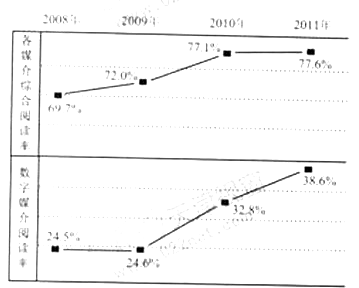 2008年 2009年 2010年 2011年
各媒介综合阅读率
69.7% 72.0% 77.1% 77.6%
数字媒介阅读率
24.5% 24.6% 32.8% 38.6%